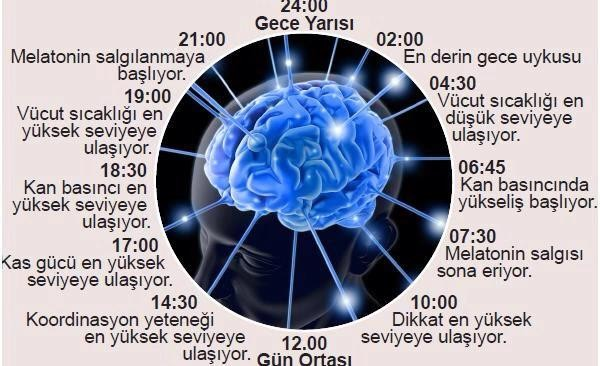 24:00
Gece Yarısı
02:00
En derin gece uykusu
04:30
Vücut sıcaklığı en
düşük seviyeye
ulaşıyor.
06:45
Kan basıncında
yükseliş başlıyor.
07:30
Melatonin salgısı
sona eriyor.
10:00
Dikkat en yüksek
seviyeye ulaşıyor.
12.00
Gün Ortası
14:30
Koordinasyon yeteneği
en yüksek seviyeye
ulaşıyor.
17:00
Kas gücü en yüksek
seviyeye ulaşıyor.
18:30
Kan basıncı en
yüksek seviyeye
ulaşıyor.
19:00
Vücut sıcaklığı en
yüksek seviyeye
ulaşıyor.
21:00
Melatonin salgılanmaya
başlıyor.